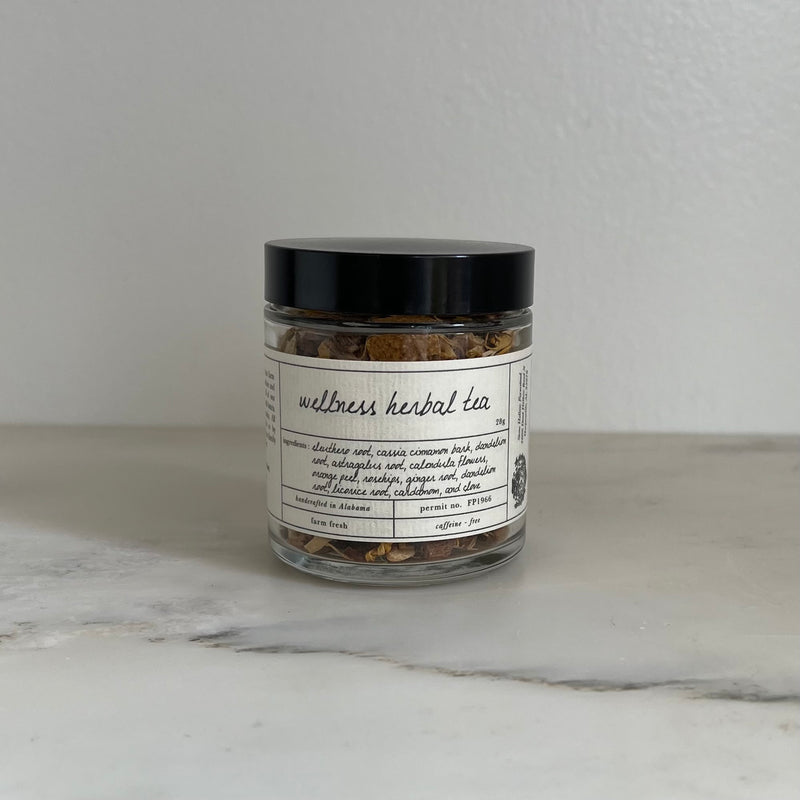 wellness herbal tea
20g
ingredients: eleuthero root, cassia cinnamon bark, dandelion
root, astragalus root, calendula flowers,
orange peel, rosehips, ginger root, dandelion
root, licorice root, cardamom, and clove
handcrafted in Alabama
permit no. FP1966
farm fresh
caffeine - free